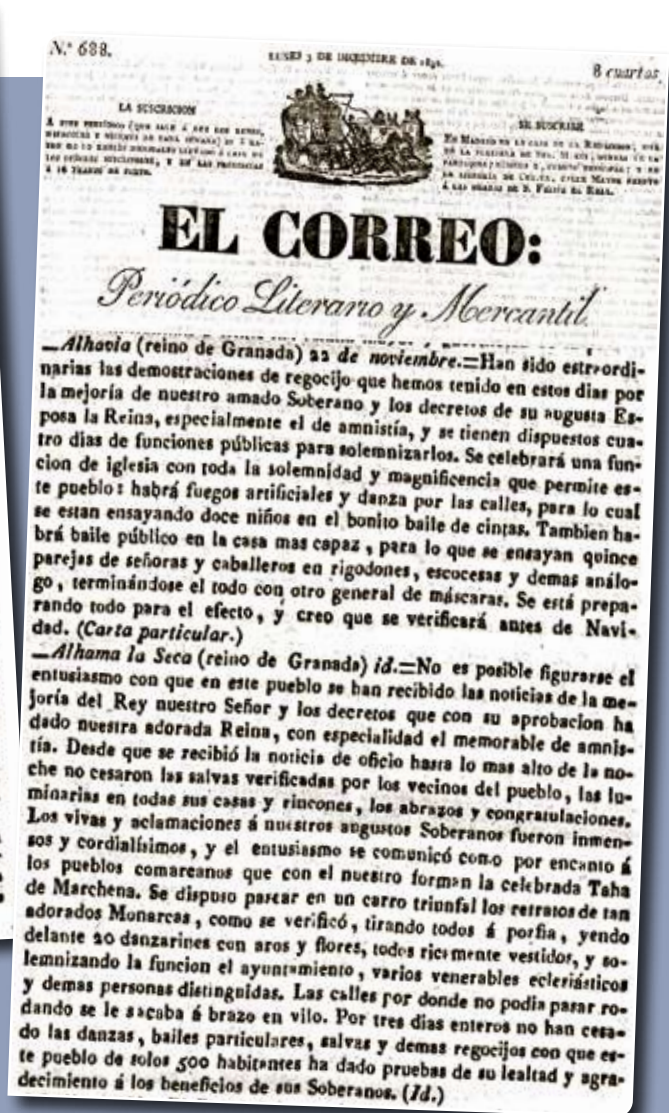 N.º 688.
LUNES 3 DE DICIEMBRE DE
8 cuartos.
LA SUSCRICION
SE SUSCRIBE
EL CORREO:
Periódico Literario y Mercantil.
_Alhavia (reino de Granada) 22 de noviembre.=Han sido estraordi-
narias las demostraciones de regocijo que hemos tenido en estos dias por
la mejoría de nuestro amado Soberano y los decretos de su augusta Es-
posa la Reina, especialmente el de amnistía, y se tienen dispuestos cua-
tro dias de funciones públicas para solemnizarlos. Se celebrará una fun-
cion de iglesia con toda la solemnidad y magnificencia que permite es-
te pueblo: habrá fuegos artificiales y danza por las calles, para lo cual
se estan ensayando doce niños en el bonito baile de cintas. Tambien ha-
brá baile público en la casa mas capaz, para lo que se ensayan quince
parejas de señoras y caballeros en rigodones, escocesas y demas análo-
go, terminándose el todo con otro general de máscaras. Se está prepa-
rando todo para el efecto, y creo que se verificará antes de Navi-
dad. (Carta particular.)
_Alhama la Seca (reino de Granada) id.=No es posible figurarse el
entusiasmo con que en este pueblo se han recibido las noticias de la me-
joría del Rey nuestro Señor y los decretos que con su aprobacion ha
dado nuestra adorada Reina, con especialidad el memorable de amnis-
tía. Desde que se recibió la noticia de oficio hasta lo mas alto de la no-
che no cesaron las salvas verificadas por los vecinos del pueblo, las lu-
minarias en todas sus casas y rincones, los abrazos y congratulaciones.
Los vivas y aclamaciones á nuestros augustos Soberanos fueron inmen-
sos y cordialísimos, y el entusiasmo se comunicó como por encanto á
los pueblos comarcanos que con el nuestro forman la celebrada Taha
de Marchena. Se dispuso pasear en un carro triunfal los retratos de tan
adorados Monarcas, como se verificó, tirando todos á porfia, yendo
delante 20 danzarines con aros y flores, todos ricamente vestidos, y so-
lemnizando la funcion el ayuntamiento, varios venerables eclesiásticos
y demas personas distinguidas. Las calles por donde no podia pasar ro-
dando se le sacaba á brazo en vilo. Por tres dias enteros no han cesa-
do las danzas, bailes particulares, salvas y demas regocijos con que es-
te pueblo de solos 500 habitantes ha dado pruebas de su lealtad y agra-
decimiento á los beneficios de sus Soberanos. (Id.)